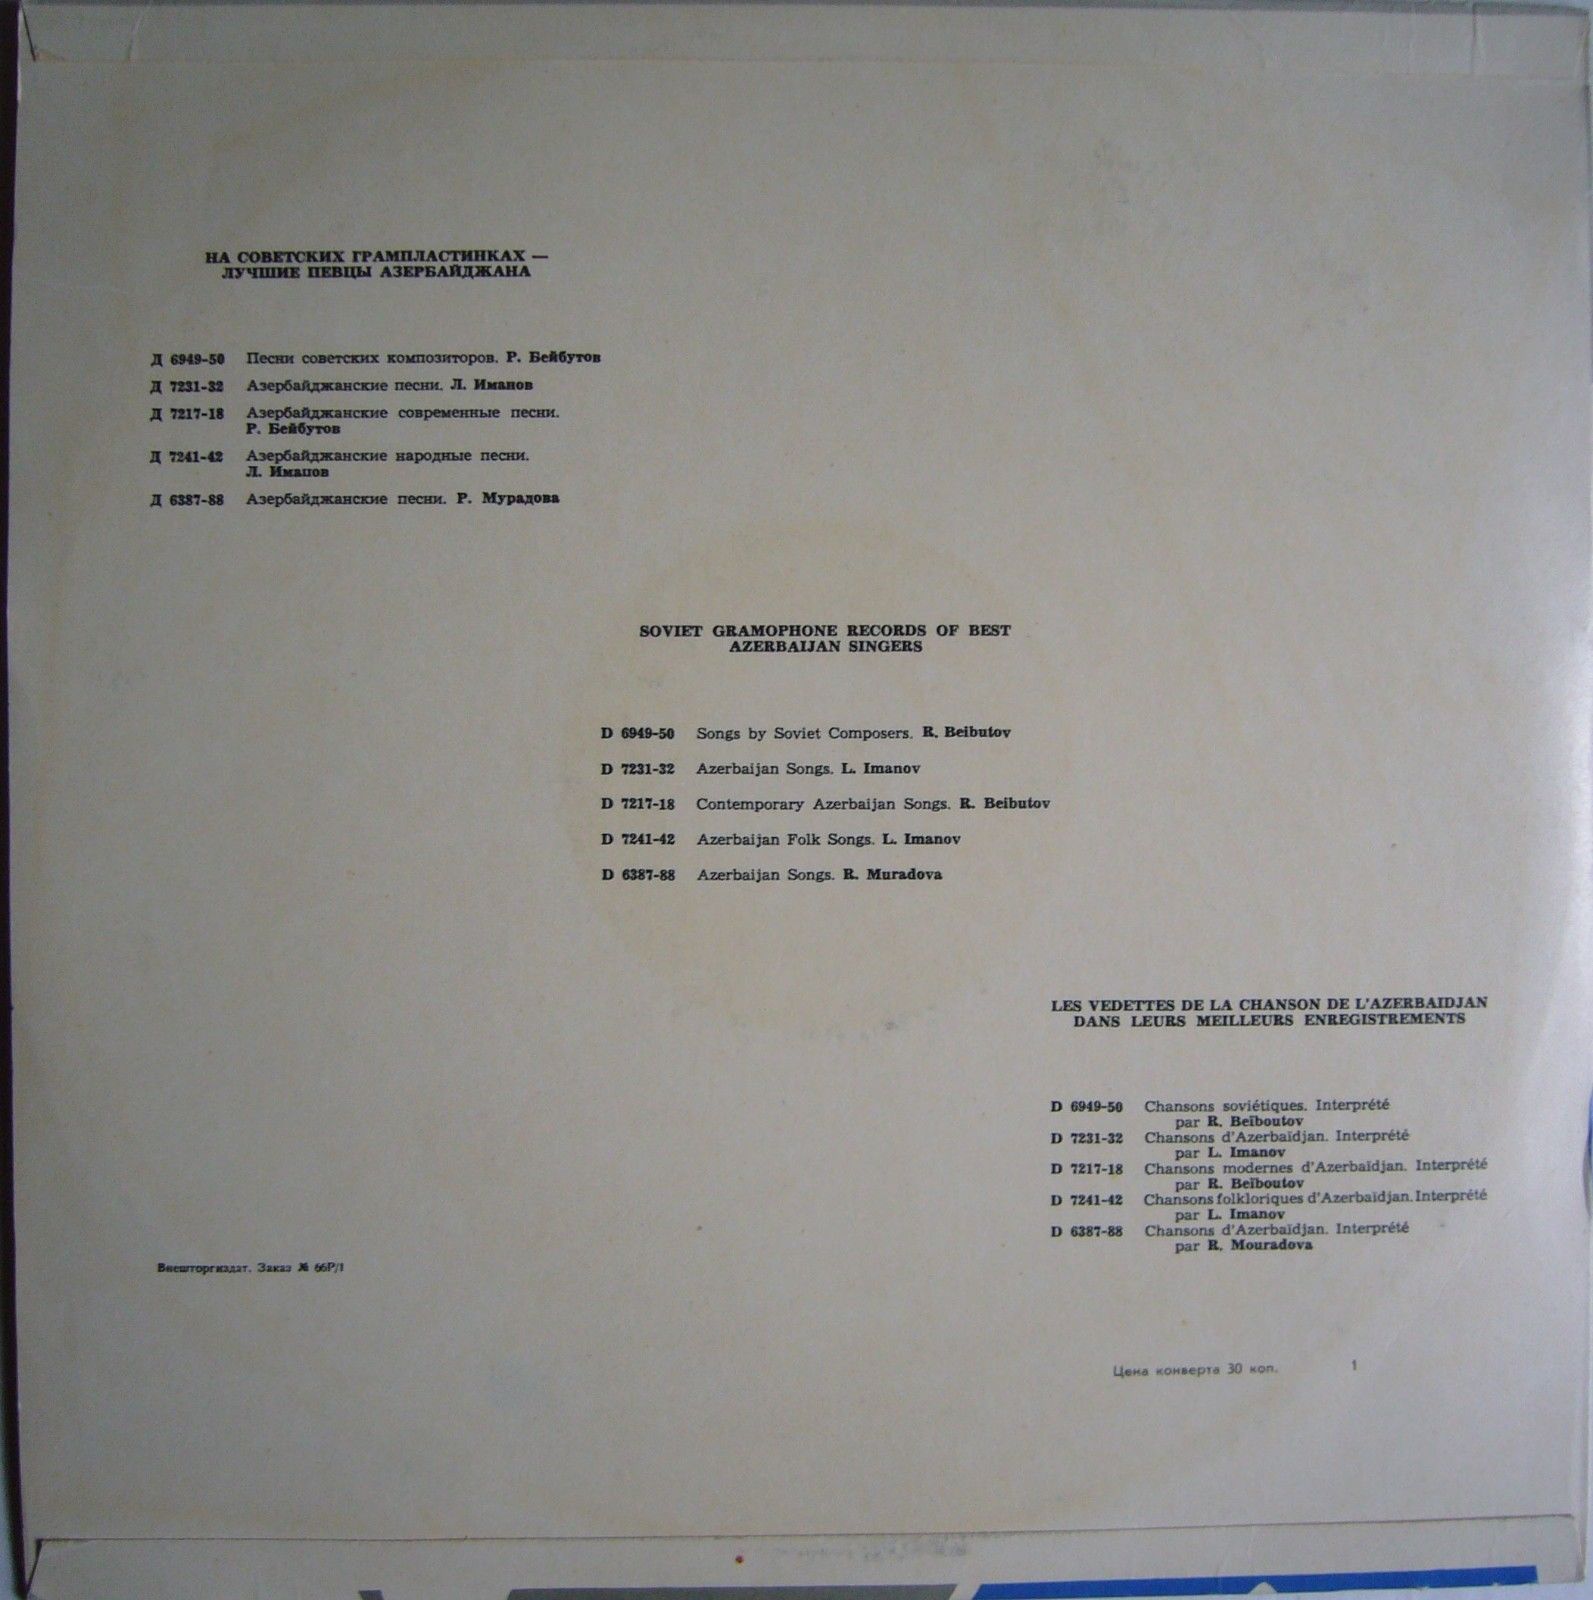 НА СОВЕТСКИХ ГРАМПЛАСТИНКАХ —
ЛУЧШИЕ ПЕВЦЫ АЗЕРБАЙДЖАНА
Д 6949-50 Песни советских композиторов. Р. Бейбутов
Д 7231-32 Азербайджанские песни. Л. Иманов
Д 7217-18 Азербайджанские современные песни.
Р. Бейбутов
Д 7241-42 Азербайджанские народные песни.
Л. Иманов
Д 6387-88 Азербайджанские песни. Р. Мурадова
SOVIET GRAMOPHONE RECORDS OF BEST
AZERBAIJAN SINGERS
D 6949-50 Songs by Soviet Composers. R. Beibutov
D 7231-32 Azerbaijan Songs. L. Imanov
D 7217-18 Contemporary Azerbaijan Songs. R. Beibutov
D 7241-42 Azerbaijan Folk Songs. L. Imanov
D 6387-88 Azerbaijan Songs. R. Muradova
LES VEDETTES DE LA CHANSON DE L'AZERBAIDJAN
DANS LEURS MEILLEURS ENREGISTREMENTS
D 6949-50 Chansons soviétiques. Interprété
par R. Beïboutov
D 7231-32 Chansons d'Azerbaïdjan. Interprété
par L. Imanov
D 7217-18 Chansons modernes d'Azerbaïdjan. Interprété
par R. Beïboutov
D 7241-42 Chansons folkloriques d'Azerbaïdjan. Interprété
par L. Imanov
D 6387-88 Chansons d'Azerbaïdjan. Interprété
par R. Mouradova
Внешторгиздат. Заказ № 66Р/1
Цена конверта 30 коп. 1